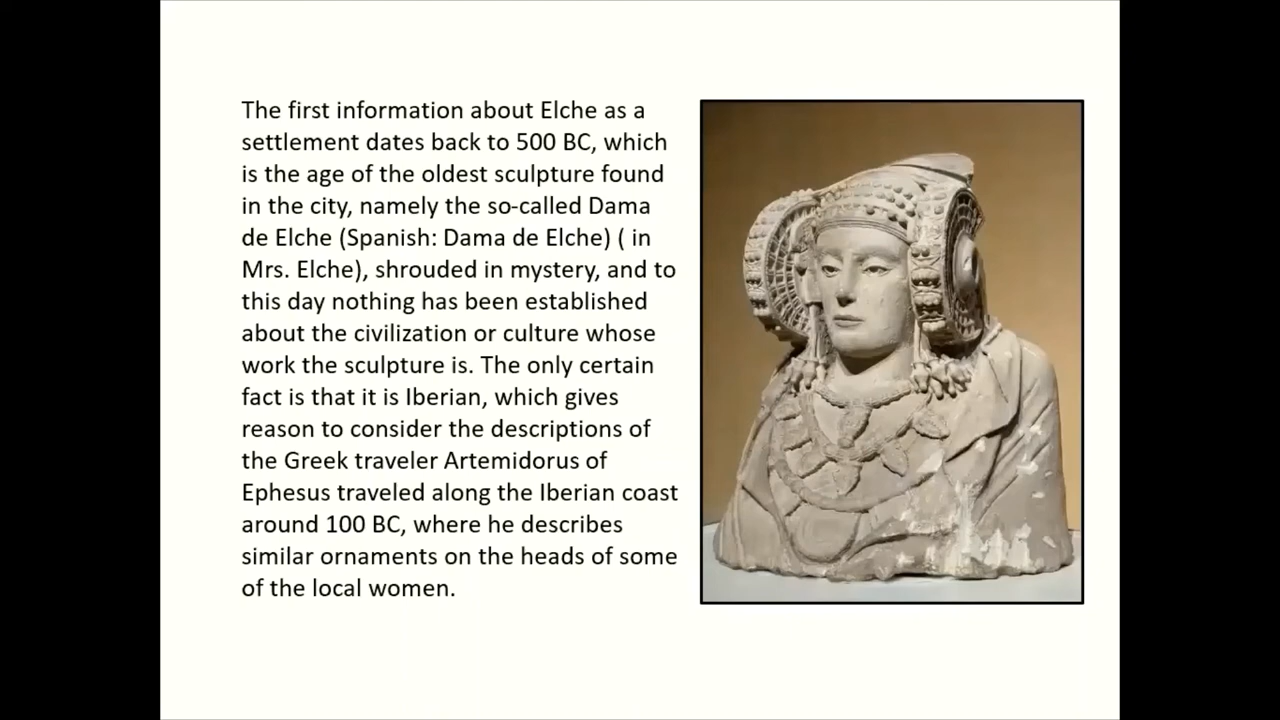 The first information about Elche as a
settlement dates back to 500 BC, which
is the age of the oldest sculpture found
in the city, namely the so-called Dama
de Elche (Spanish: Dama de Elche) ( in
Mrs. Elche), shrouded in mystery, and to
this day nothing has been established
about the civilization or culture whose
work the sculpture is. The only certain
fact is that it is Iberian, which gives
reason to consider the descriptions of
the Greek traveler Artemidorus of
Ephesus traveled along the Iberian coast
around 100 BC, where he describes
similar ornaments on the heads of some
of the local women.